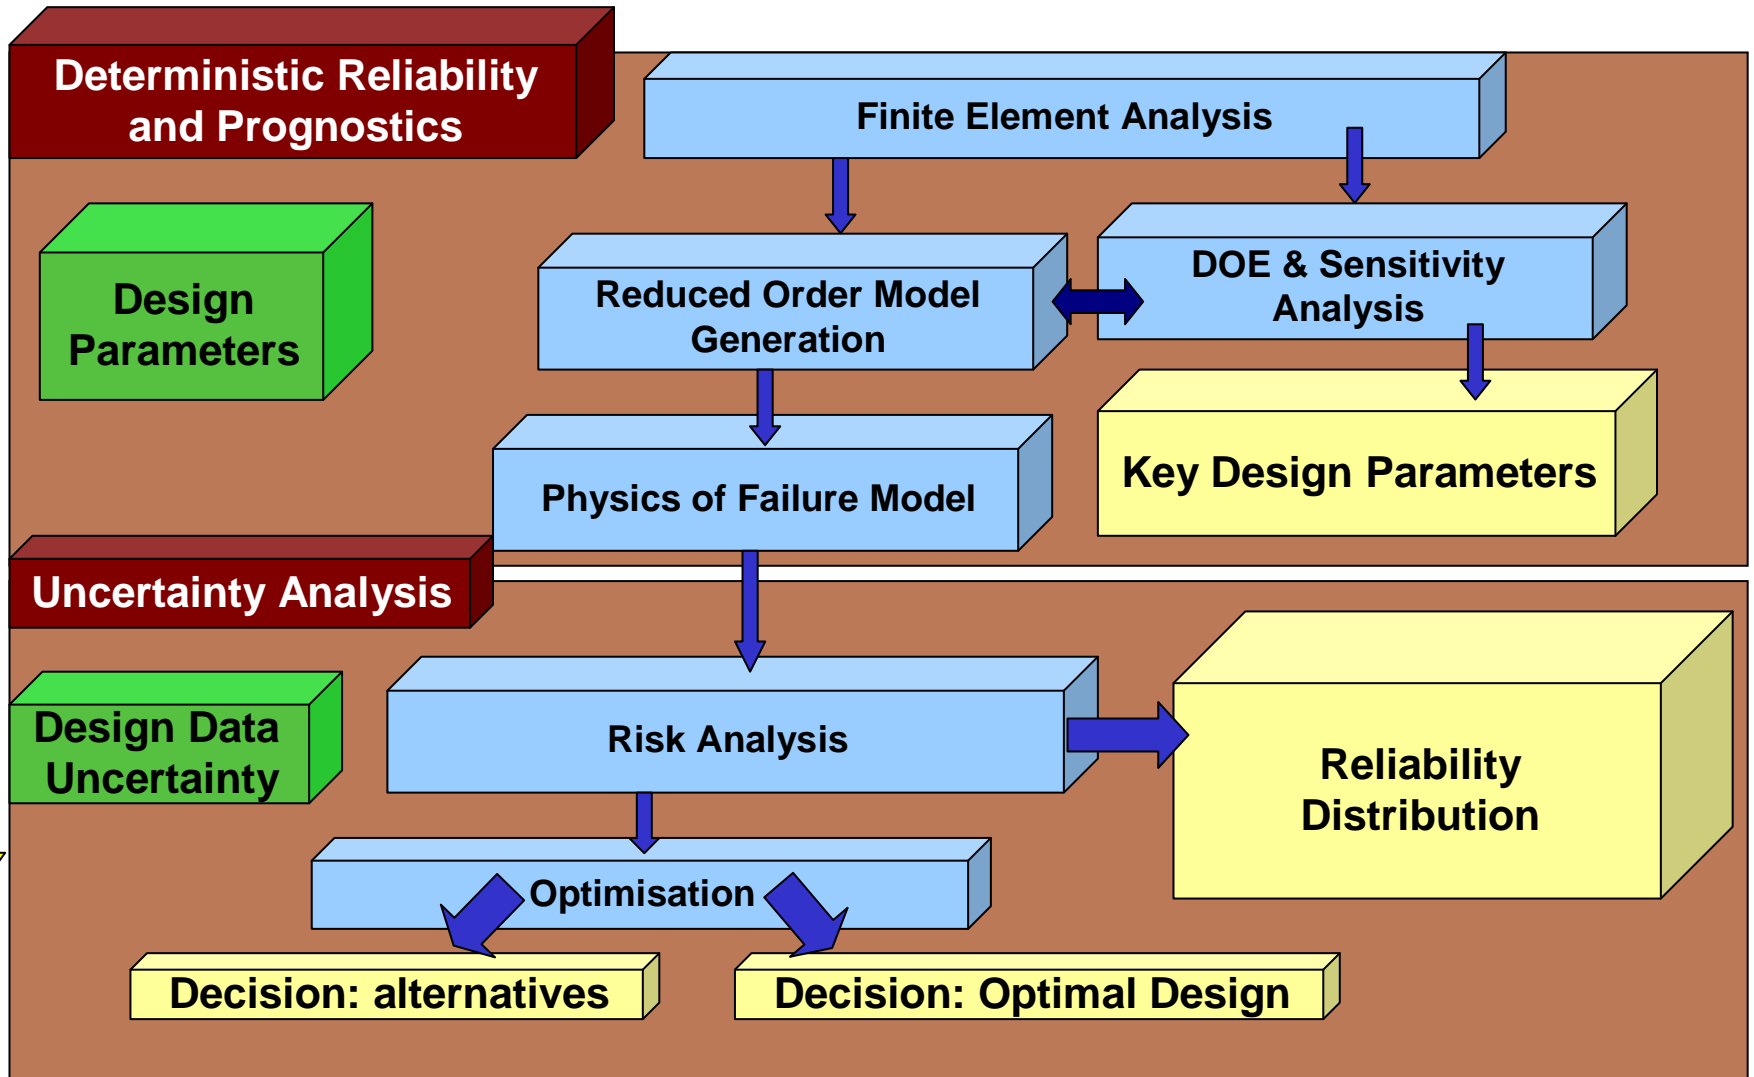 Deterministic Reliability
and Prognostics
Finite Element Analysis
Design
Parameters
Reduced Order Model
Generation
DOE & Sensitivity
Analysis
Physics of Failure Model
Key Design Parameters
Uncertainty Analysis
Design Data
Uncertainty
Risk Analysis
Reliability
Distribution
Optimisation
Decision: alternatives
Decision: Optimal Design